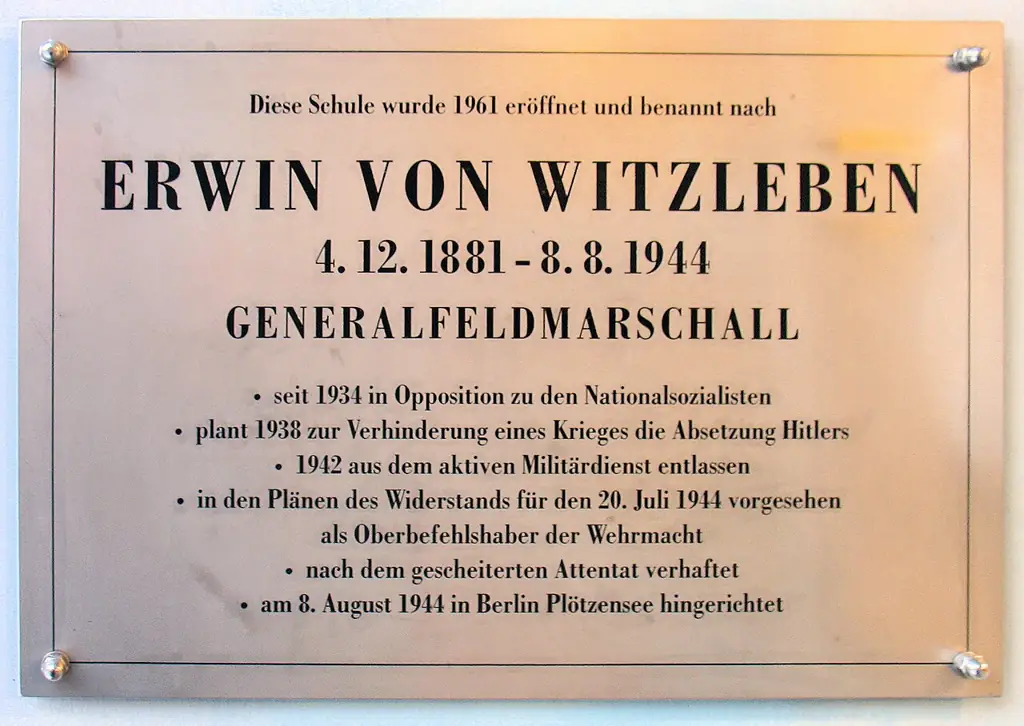 Diese Schule wurde 1961 eröffnet und benannt nach
ERWIN VON WITZLEBEN
4. 12. 1881 – 8. 8. 1944
GENERALFELDMARSCHALL
• seit 1934 in Opposition zu den Nationalsozialisten
• plant 1938 zur Verhinderung eines Krieges die Absetzung Hitlers
• 1942 aus dem aktiven Militärdienst entlassen
• in den Plänen des Widerstands für den 20. Juli 1944 vorgesehen
als Oberbefehlshaber der Wehrmacht
• nach dem gescheiterten Attentat verhaftet
• am 8. August 1944 in Berlin Plötzensee hingerichtet